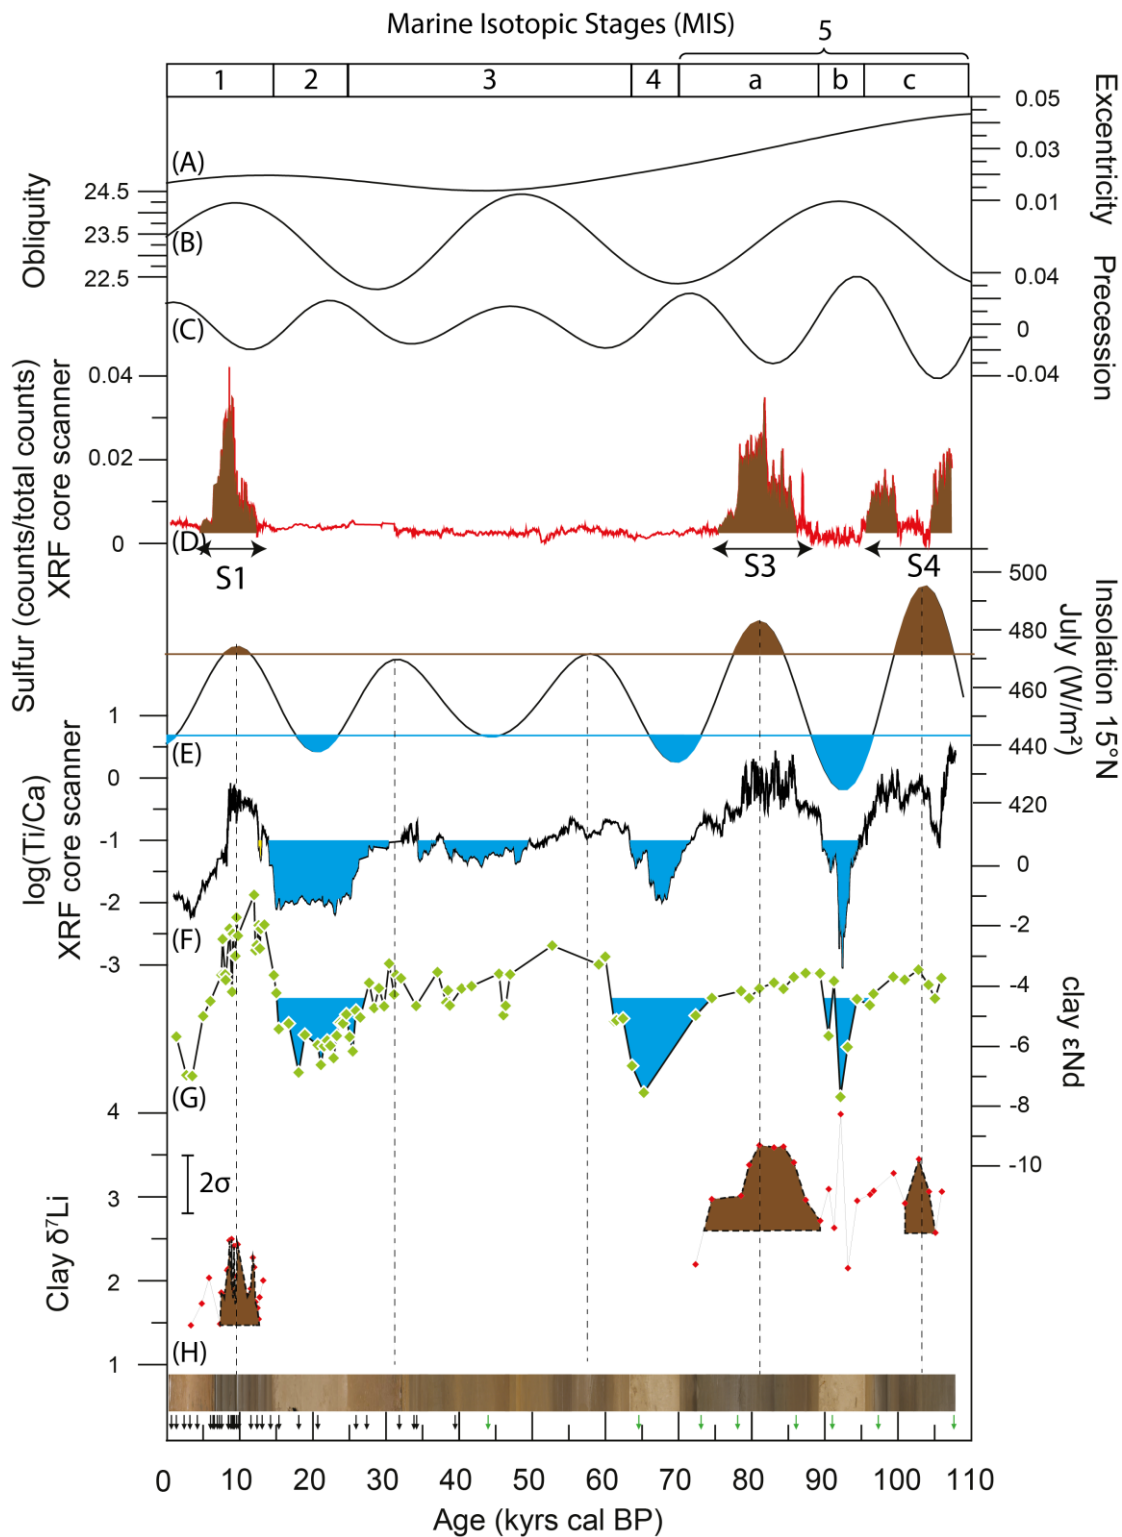 Marine Isotopic Stages (MIS)
5
1 2 3 4 a b c
Excentricity
0.05
0.03
0.01
(A)
Obliquity
24.5
23.5
22.5
(B)
Precession
0.04
0
-0.04
(C)
Sulfur (counts/total counts)
XRF core scanner
0.04
0.02
0
(D)
S1 S3 S4
Insolation 15°N
July (W/m²)
500
480
460
440
420
(E)
log(Ti/Ca)
XRF core scanner
1
0
-1
-2
-3
(F)
clay εNd
0
-2
-4
-6
-8
-10
(G)
Clay δ⁷Li
4
3
2
1
2σ
(H)
0 10 20 30 40 50 60 70 80 90 100 110
Age (kyrs cal BP)